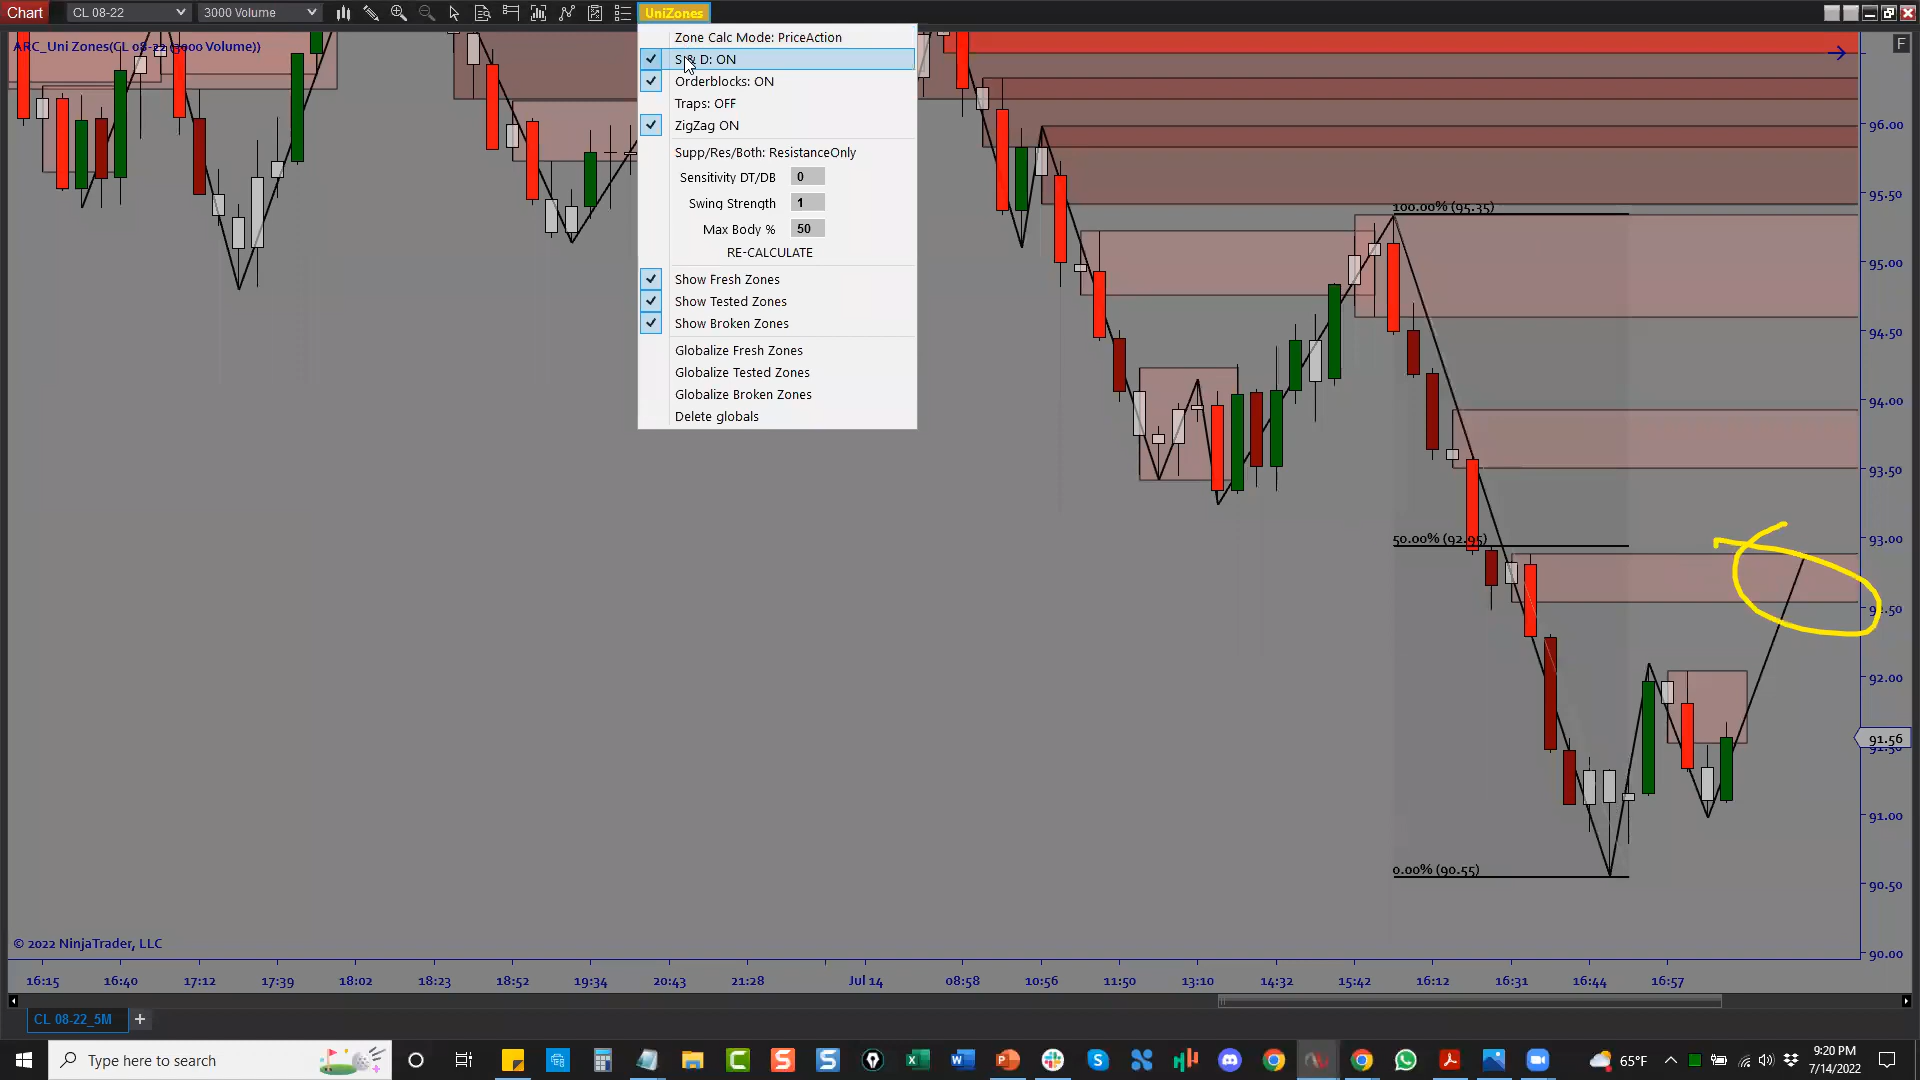 Chart CL 08-22 3000 Volume UniZones
ARC_Uni Zones(CL 08-22 (3000 Volume))
F
Zone Calc Mode: PriceAction
S & D: ON
Orderblocks: ON
Traps: OFF
ZigZag ON
Supp/Res/Both: ResistanceOnly
Sensitivity DT/DB 0
Swing Strength 1
Max Body % 50
RE-CALCULATE
Show Fresh Zones
Show Tested Zones
Show Broken Zones
Globalize Fresh Zones
Globalize Tested Zones
Globalize Broken Zones
Delete globals
100.00% (95.35)
50.00% (92.95)
0.00% (90.55)
96.00
95.50
95.00
94.50
94.00
93.50
93.00
92.50
92.00
91.56
91.50
91.00
90.50
90.00
© 2022 NinjaTrader, LLC
16:15 16:40 17:12 17:39 18:02 18:23 18:52 19:34 20:43 21:28 Jul 14 08:58 10:56 11:50 13:10 14:32 15:42 16:12 16:31 16:44 16:57
CL 08-22_5M +
Type here to search
65°F
9:20 PM
7/14/2022